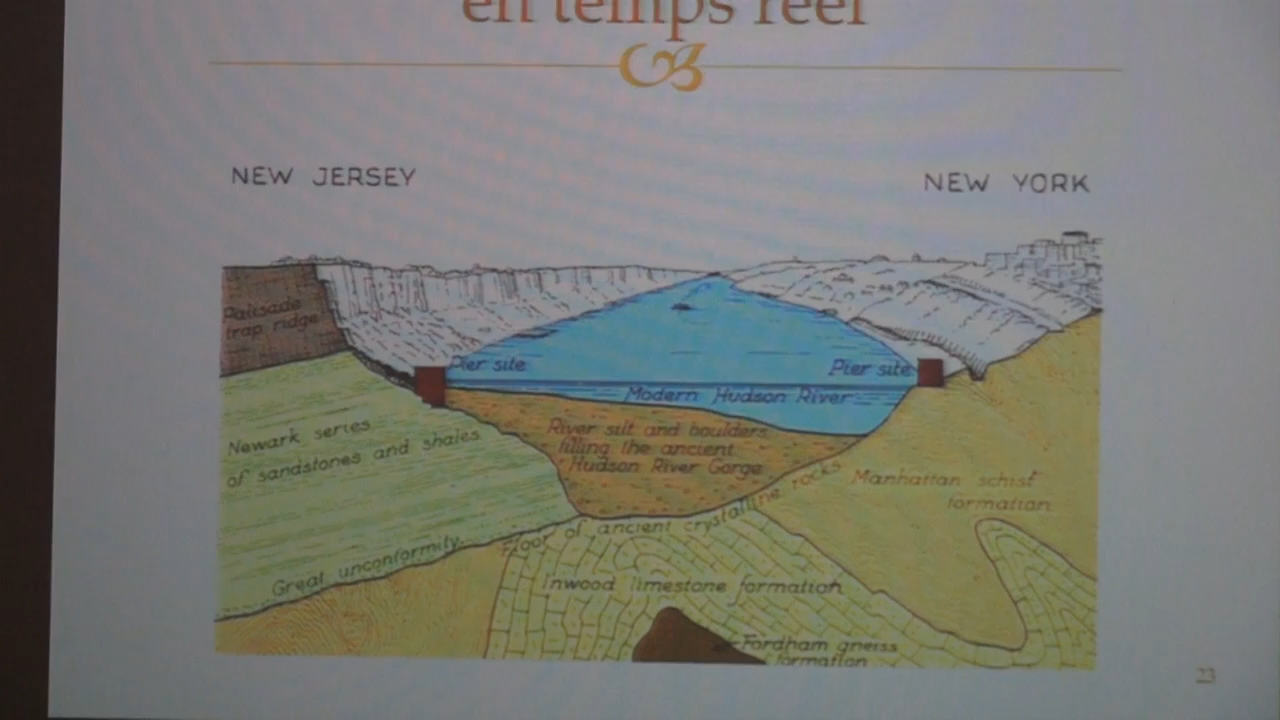 en temps réel
NEW JERSEY
NEW YORK
Palisade
trap ridge
Pier site
Pier site
Modern Hudson River
Newark series
of sandstones and shales
River silt and boulders
filling the ancient
Hudson River Gorge
Manhattan schist
formation
Great unconformity
Floor of ancient crystalline rocks
Inwood limestone formation
Fordham gneiss
formation
23